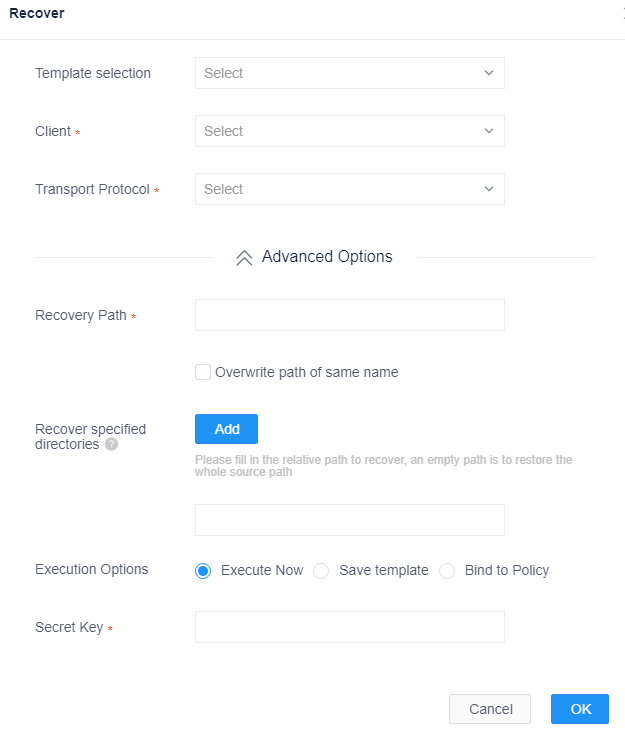 Recover
Template selection
Select
Client *
Select
Transport Protocol *
Select
Advanced Options
Recovery Path *
Overwrite path of same name
Recover specified
directories ?
Add
Please fill in the relative path to recover, an empty path is to restore the
whole source path
Execution Options
Execute Now
Save template
Bind to Policy
Secret Key *
Cancel
OK